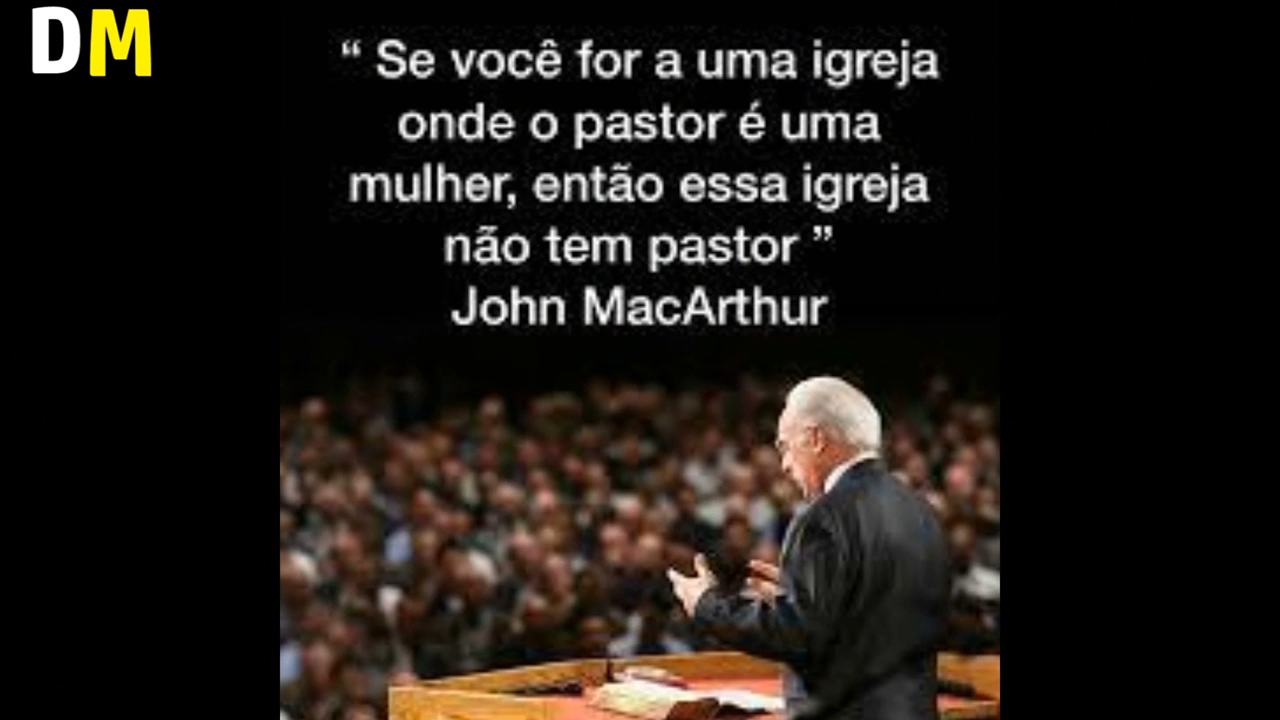 DM
“ Se você for a uma igreja
onde o pastor é uma
mulher, então essa igreja
não tem pastor ”
John MacArthur